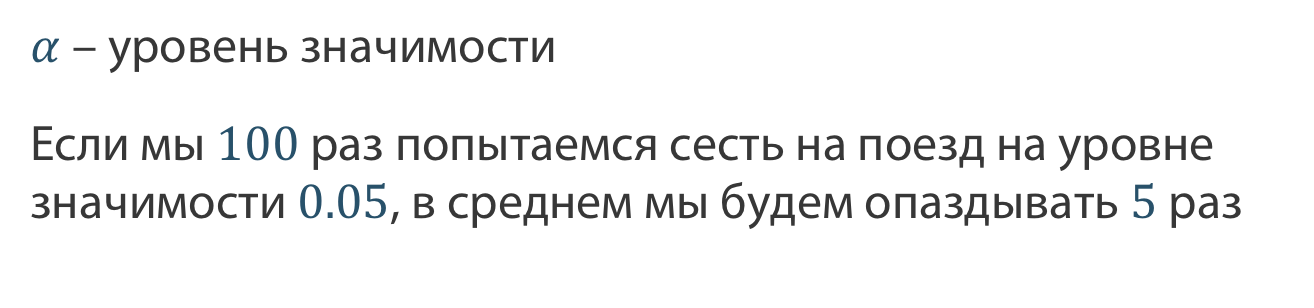 α – уровень значимости
Если мы 100 раз попытаемся сесть на поезд на уровне
значимости 0.05, в среднем мы будем опаздывать 5 раз